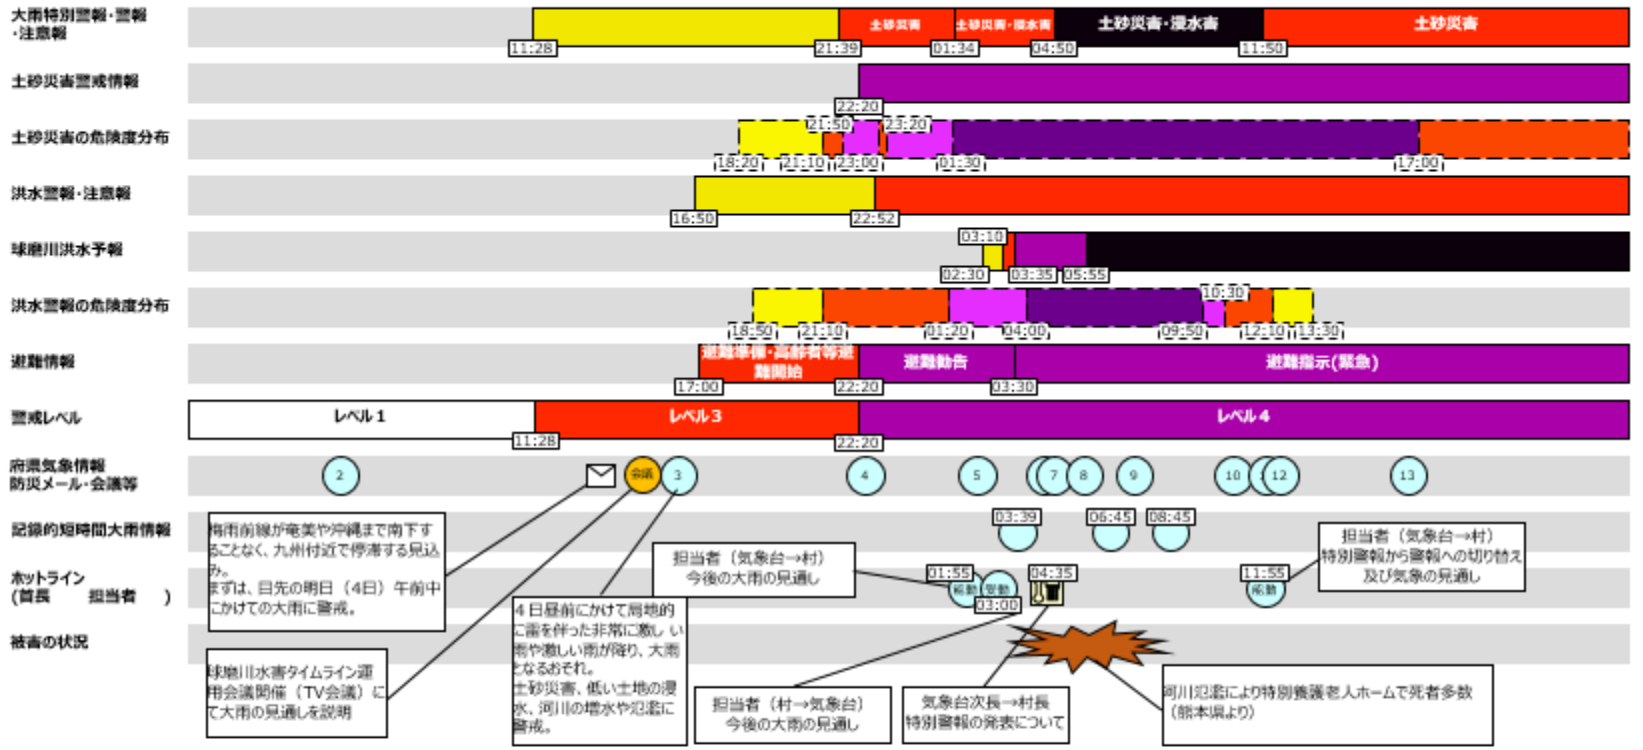 大雨特別警報・警報
・注意報
土砂災害
土砂災害・浸水害
土砂災害・浸水害
土砂災害
11:28
21:39
01:34
04:50
11:50
土砂災害警戒情報
22:20
土砂災害の危険度分布
21:50
23:20
18:20
21:10
23:00
01:30
17:00
洪水警報・注意報
16:50
22:52
球磨川洪水予報
03:10
02:30
03:35
05:55
洪水警報の危険度分布
10:30
18:50
21:10
01:20
04:00
09:50
12:10
13:30
避難情報
避難準備・高齢者等避
難開始
避難勧告
避難指示(緊急)
17:00
22:20
03:30
警戒レベル
レベル1
レベル3
レベル4
11:28
22:20
府県気象情報
防災メール・会議等
2
会議
3
4
5
7
8
9
10
12
13
記録的短時間大雨情報
03:39
06:45
08:45
ホットライン
(首長 担当者 )
01:55
能動
受動
03:00
04:35
11:55
能動
被害の状況
梅雨前線が奄美や沖縄まで南下す
ることなく、九州付近で停滞する見込
み。
まずは、目先の明日（4日）午前中
にかけての大雨に警戒。
球磨川水害タイムライン運
用会議開催（TV会議）に
て大雨の見通しを説明
4日昼前にかけて局地的
に雷を伴った非常に激しい
雨や激しい雨が降り、大雨
となるおそれ。
土砂災害、低い土地の浸
水、河川の増水や氾濫に
警戒。
担当者（気象台→村）
今後の大雨の見通し
担当者（村→気象台）
今後の大雨の見通し
気象台次長→村長
特別警報の発表について
担当者（気象台→村）
特別警報から警報への切り替え
及び気象の見通し
河川氾濫により特別養護老人ホームで死者多数
（熊本県より）